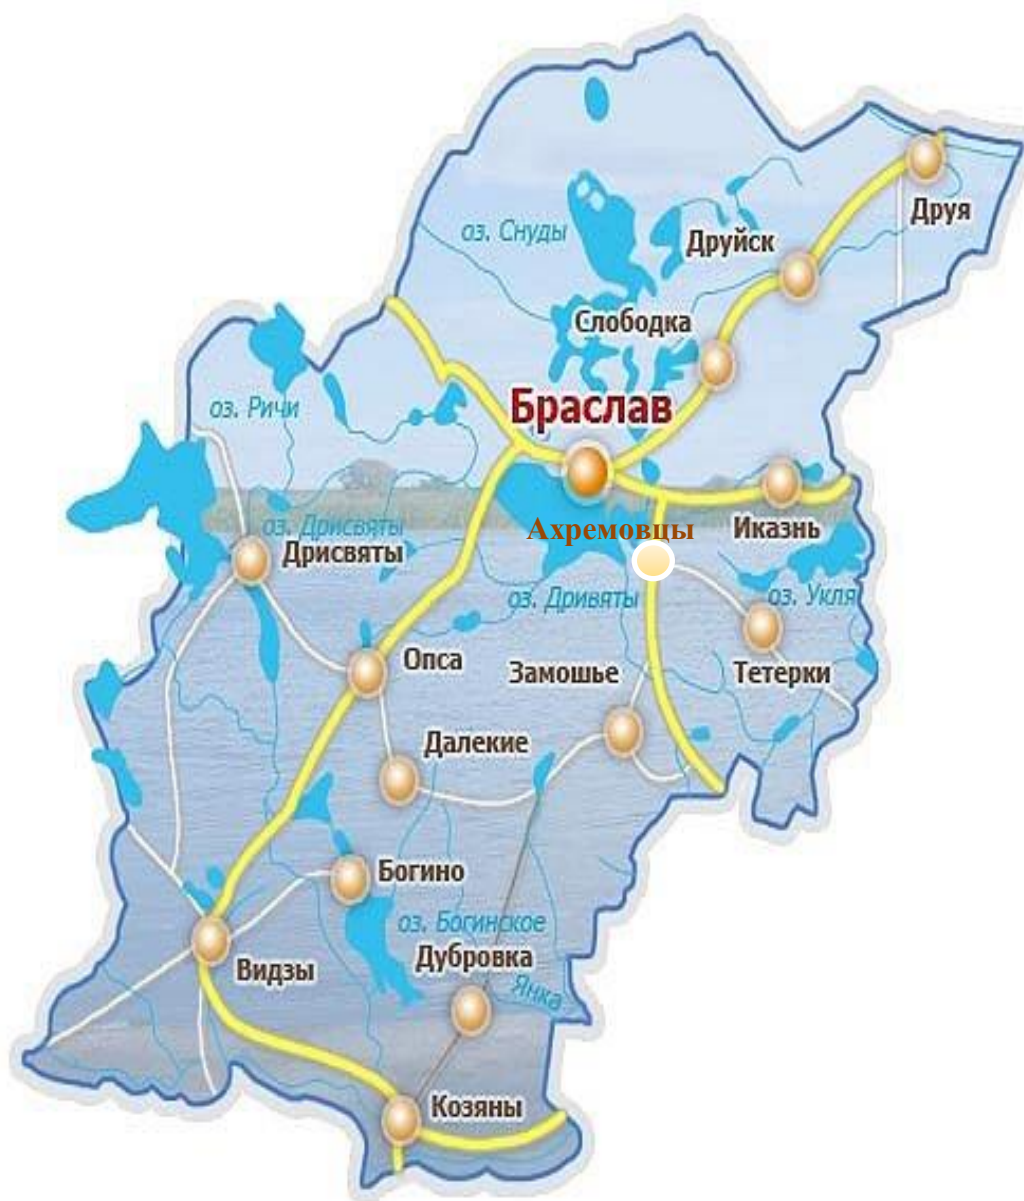 оз. Снуды
Друйск
Друя
Слободка
Браслав
оз. Ричи
оз. Дрисвяты
Дрисвяты
Ахремовцы
Иказнь
оз. Дривяты
оз. Укля
Опса
Замошье
Тетерки
Далекие
Богино
оз. Богинское
Дубровка
Видзы
Янка
Козяны